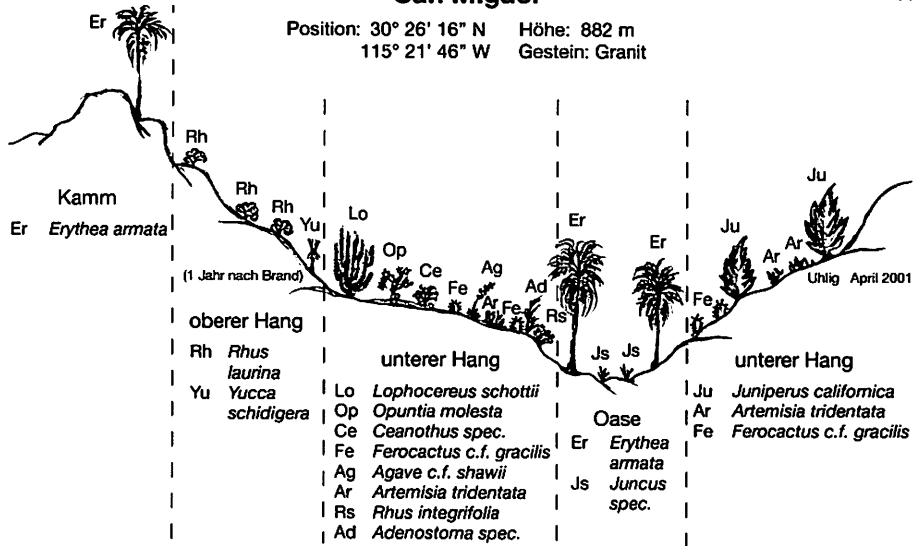 San Miguel
Position: 30° 26' 16" N Höhe: 882 m
115° 21' 46" W Gestein: Granit
Er
Rh
Rh
Rh
Yu
Lo
Op
Ce
Fe
Ag
Ar
Fe
Ad
Rs
Er
Js
Js
Er
Fe
Ju
Ar
Ar
Ju
Kamm
Er Erythea armata
(1 Jahr nach Brand)
Uhlig April 2001
oberer Hang
Rh Rhus
laurina
Yu Yucca
schidigera
unterer Hang
Lo Lophocereus schottii
Op Opuntia molesta
Ce Ceanothus spec.
Fe Ferocactus c.f. gracilis
Ag Agave c.f. shawii
Ar Artemisia tridentata
Rs Rhus integrifolia
Ad Adenostoma spec.
Oase
Er Erythea
armata
Js Juncus
spec.
unterer Hang
Ju Juniperus californica
Ar Artemisia tridentata
Fe Ferocactus c.f. gracilis